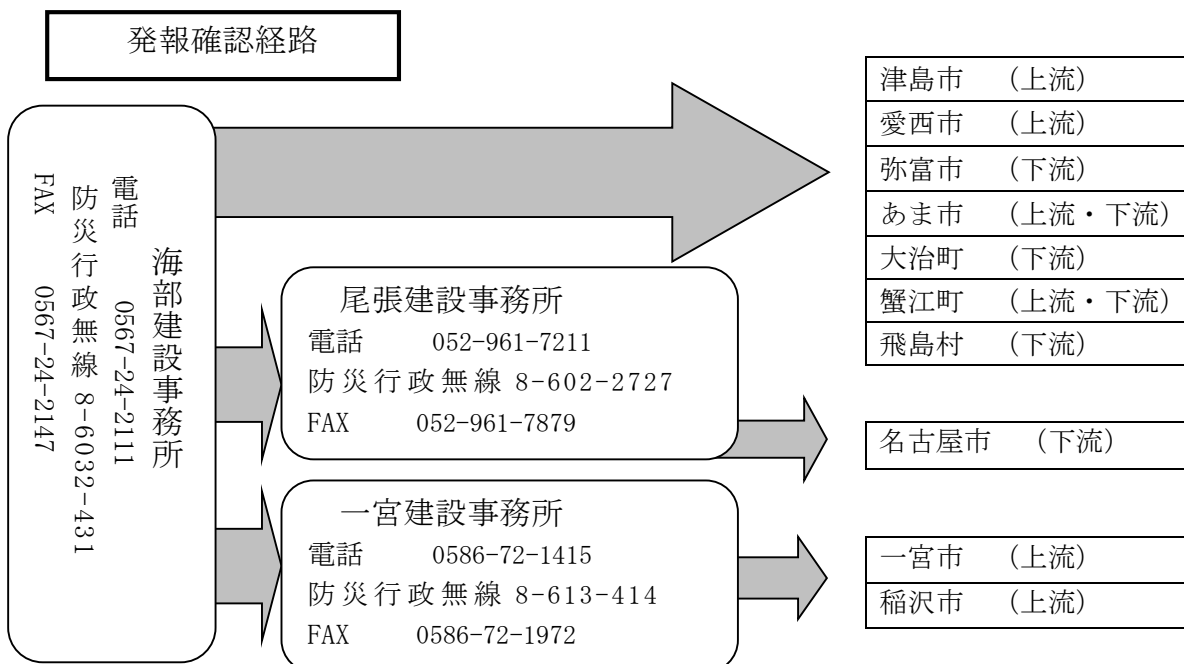 発報確認経路
海部建設事務所
電話 0567-24-2111
防災行政無線 8-6032-431
FAX 0567-24-2147
尾張建設事務所
電話 052-961-7211
防災行政無線 8-602-2727
FAX 052-961-7879
一宮建設事務所
電話 0586-72-1415
防災行政無線 8-613-414
FAX 0586-72-1972
津島市 (上流)
愛西市 (上流)
弥富市 (下流)
あま市 (上流・下流)
大治町 (下流)
蟹江町 (上流・下流)
飛島村 (下流)
名古屋市 (下流)
一宮市 (上流)
稲沢市 (上流)